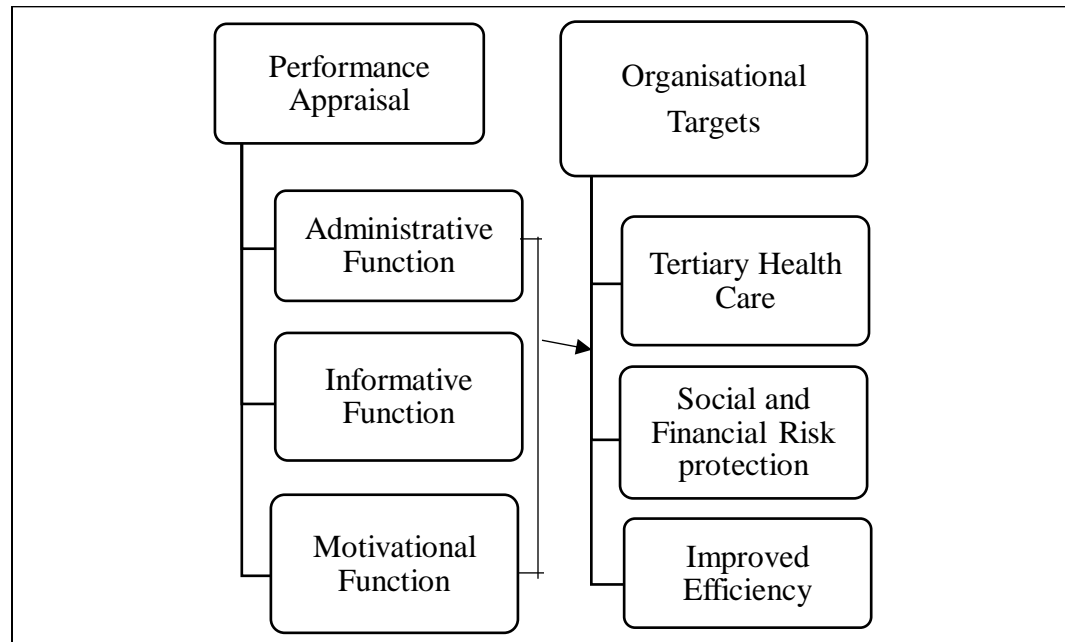 Performance
Appraisal
Administrative
Function
Informative
Function
Motivational
Function
Organisational
Targets
Tertiary Health
Care
Social and
Financial Risk
protection
Improved
Efficiency